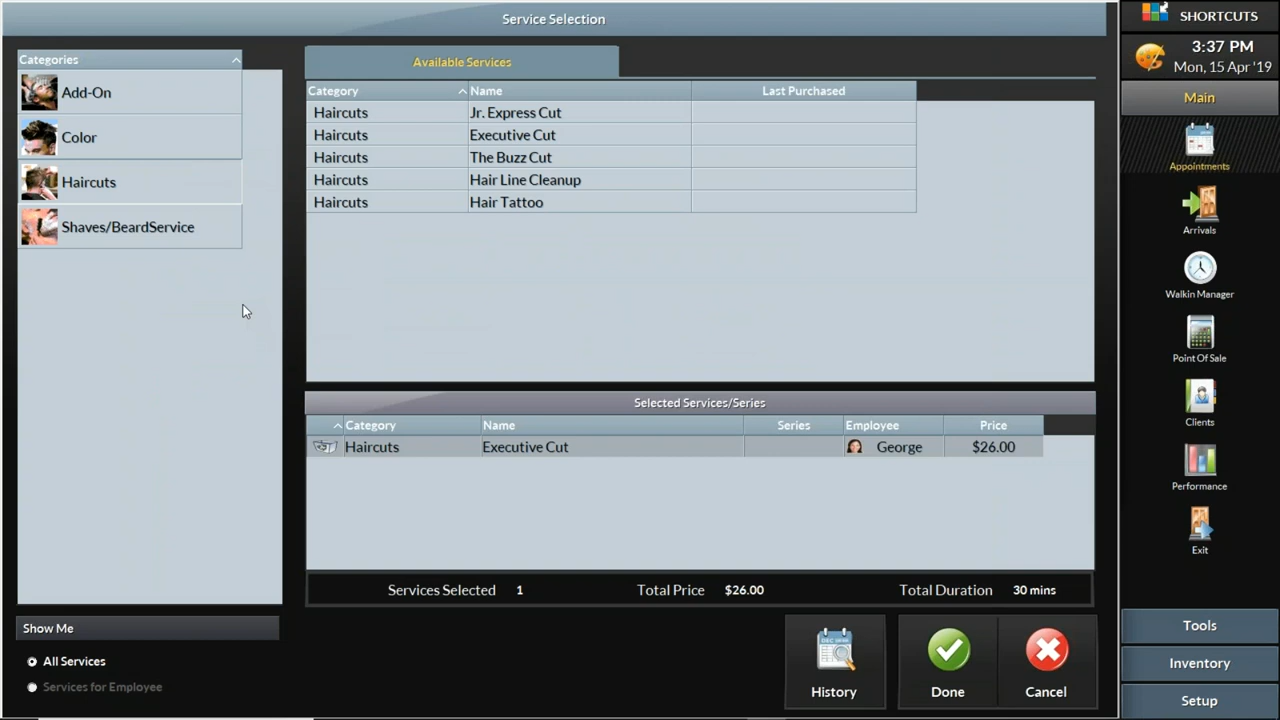 Service Selection
SHORTCUTS
3:37 PM
Mon, 15 Apr '19
Main
Appointments
Arrivals
Walkin Manager
Point Of Sale
Clients
Performance
Exit
Tools
Inventory
Setup
Categories
Add-On
Color
Haircuts
Shaves/BeardService
Show Me
All Services
Services for Employee
Available Services
Category Name Last Purchased
Haircuts Jr. Express Cut
Haircuts Executive Cut
Haircuts The Buzz Cut
Haircuts Hair Line Cleanup
Haircuts Hair Tattoo
Selected Services/Series
Category Name Series Employee Price
Haircuts Executive Cut George $26.00
Services Selected 1 Total Price $26.00 Total Duration 30 mins
History
Done
Cancel